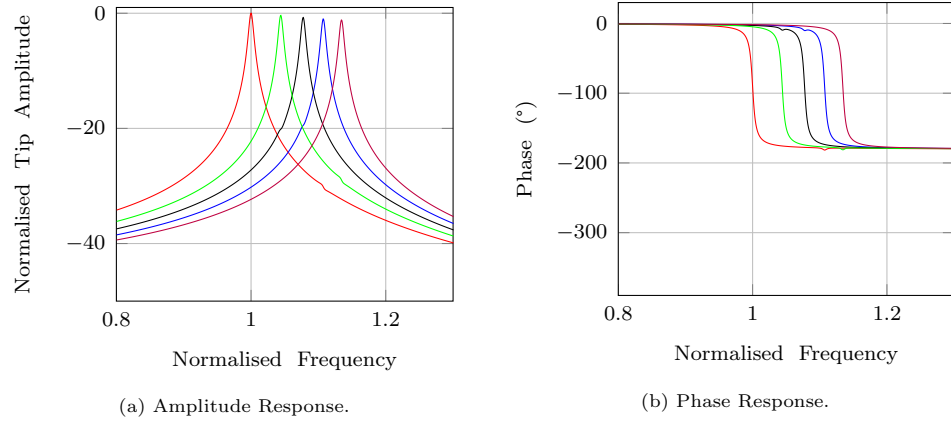 Normalised Tip Amplitude
0
−20
−40
0.8 1 1.2
Normalised Frequency
(a) Amplitude Response.
Phase (°)
0
−100
−200
−300
0.8 1 1.2
Normalised Frequency
(b) Phase Response.